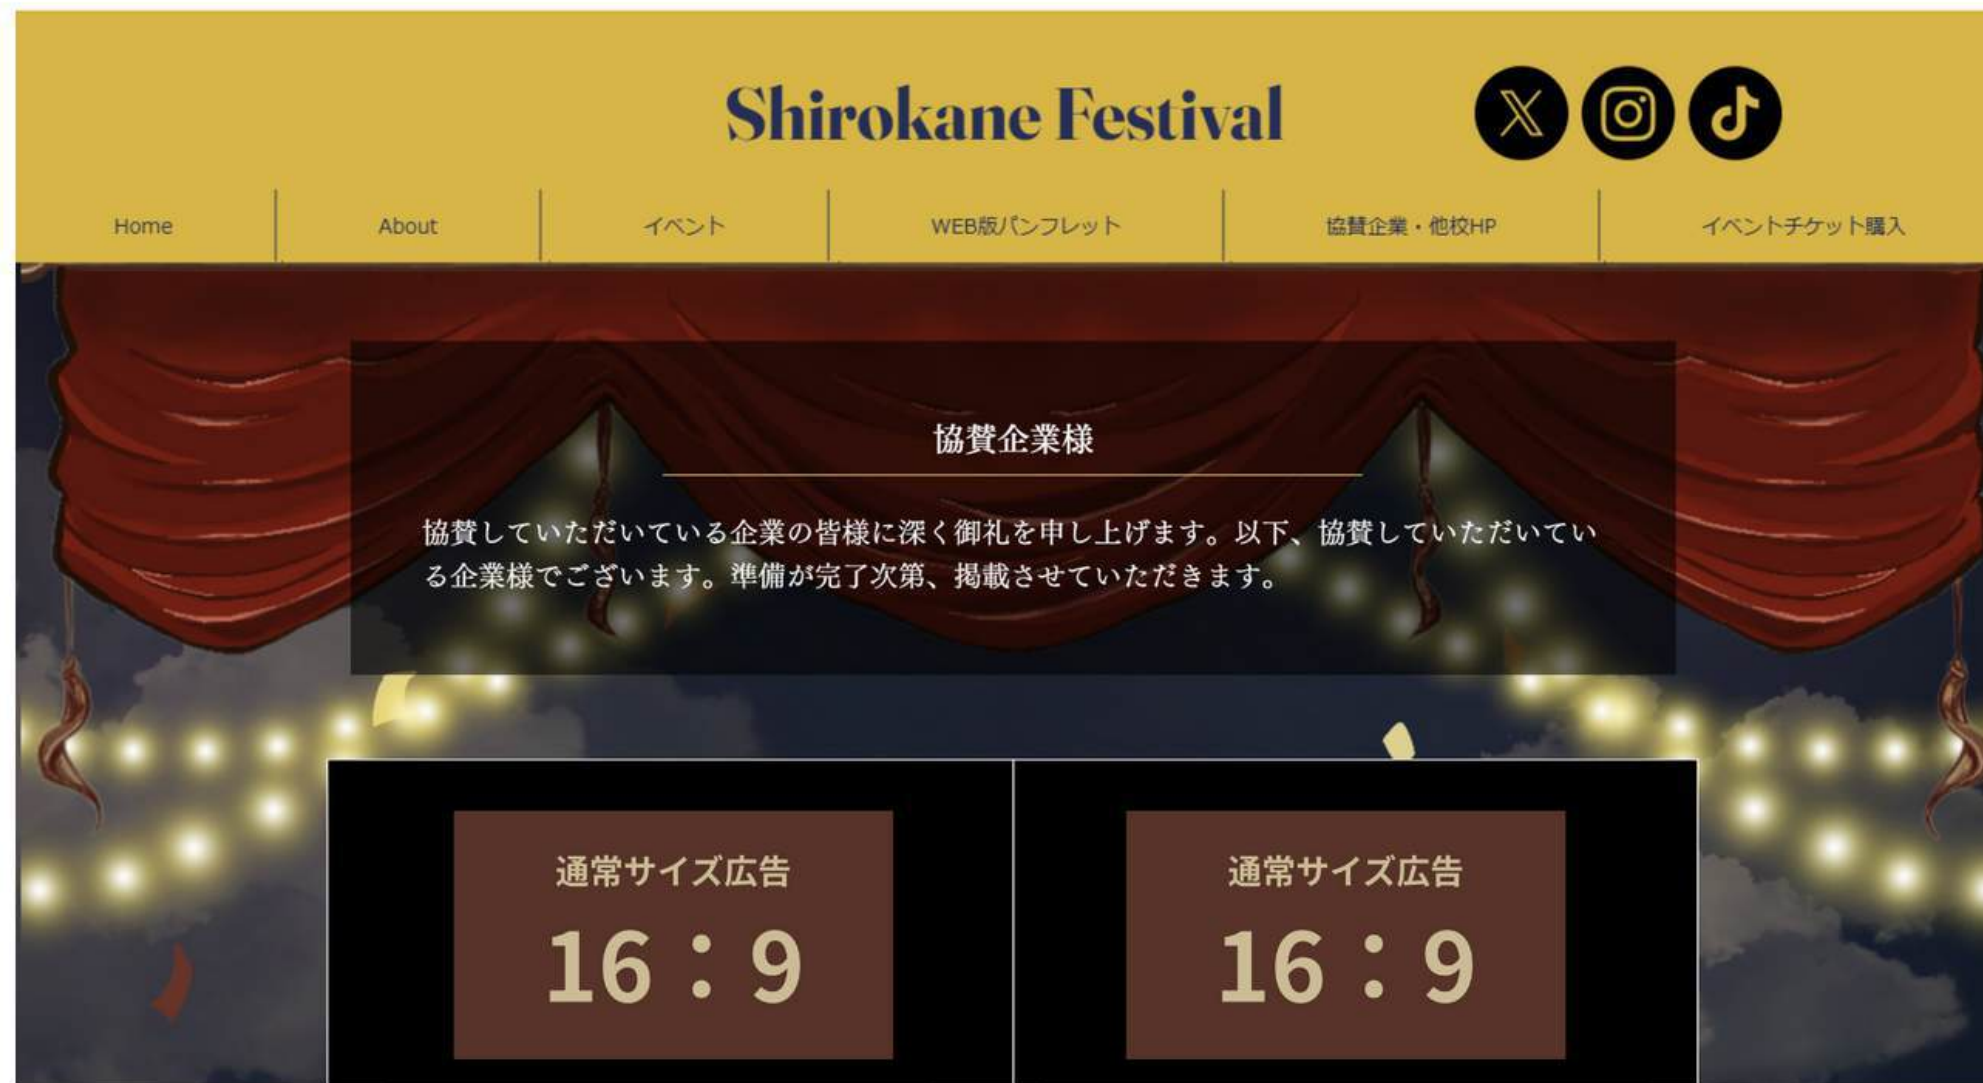 Shirokane Festival
Home
About
イベント
WEB版パンフレット
協賛企業・他校HP
イベントチケット購入
協賛企業様
協賛していただいている企業の皆様に深く御礼を申し上げます。以下、協賛していただいてい
る企業様でございます。準備が完了次第、掲載させていただきます。
通常サイズ広告
16：9
通常サイズ広告
16：9